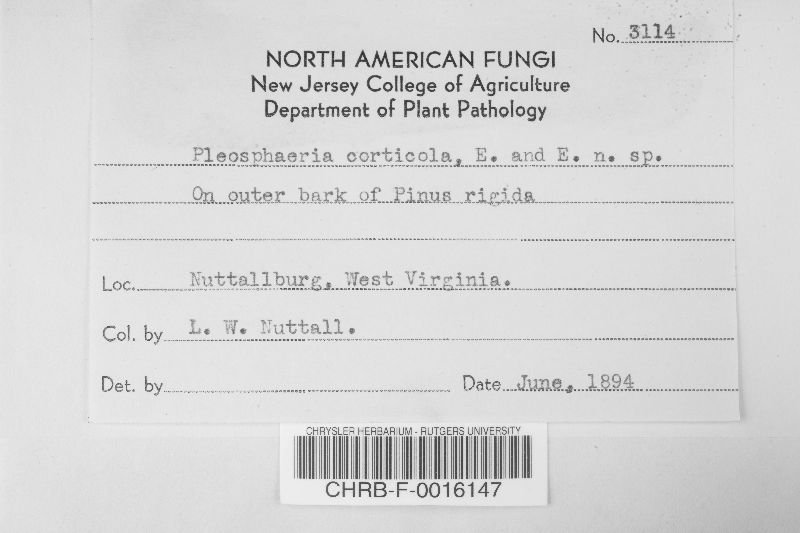 No. 3114
NORTH AMERICAN FUNGI
New Jersey College of Agriculture
Department of Plant Pathology
Pleosphaeria corticola, E. and E. n. sp.
On outer bark of Pinus rigida
Loc. Nuttallburg, West Virginia.
Col. by L. W. Nuttall.
Det. by Date June, 1894
CHRYSLER HERBARIUM - RUTGERS UNIVERSITY
CHRB-F-0016147